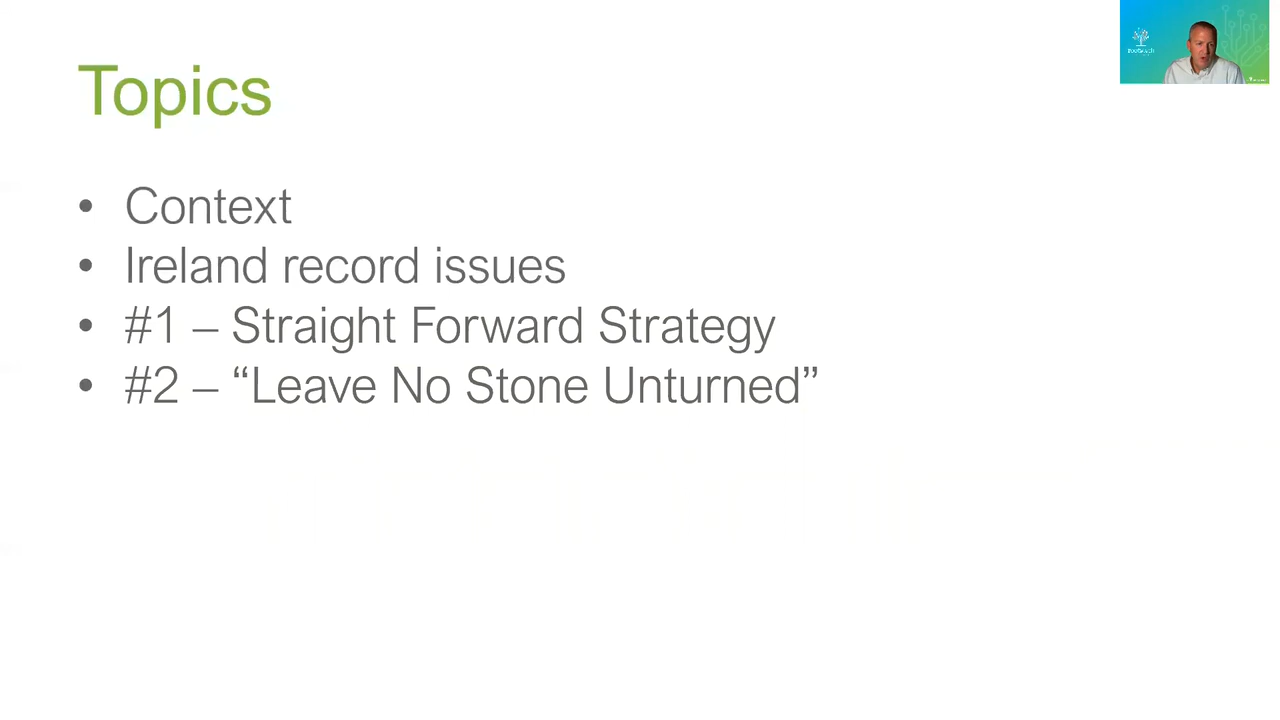 Topics
• Context
• Ireland record issues
• #1 – Straight Forward Strategy
• #2 – “Leave No Stone Unturned”